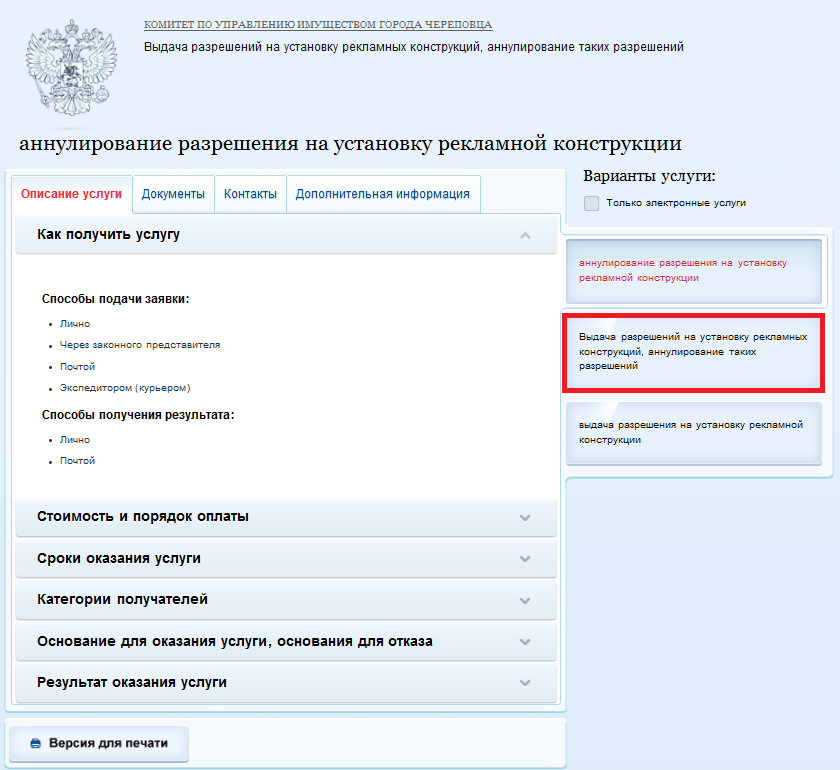 КОМИТЕТ ПО УПРАВЛЕНИЮ ИМУЩЕСТВОМ ГОРОДА ЧЕРЕПОВЦА
Выдача разрешений на установку рекламных конструкций, аннулирование таких разрешений
аннулирование разрешения на установку рекламной конструкции
Описание услуги
Документы
Контакты
Дополнительная информация
Как получить услугу
Способы подачи заявки:
Лично
Через законного представителя
Почтой
Экспедитором (курьером)
Способы получения результата:
Лично
Почтой
Стоимость и порядок оплаты
Сроки оказания услуги
Категории получателей
Основание для оказания услуги, основания для отказа
Результат оказания услуги
Версия для печати
Варианты услуги:
Только электронные услуги
аннулирование разрешения на установку
рекламной конструкции
Выдача разрешений на установку рекламных
конструкций, аннулирование таких
разрешений
выдача разрешения на установку рекламной
конструкции